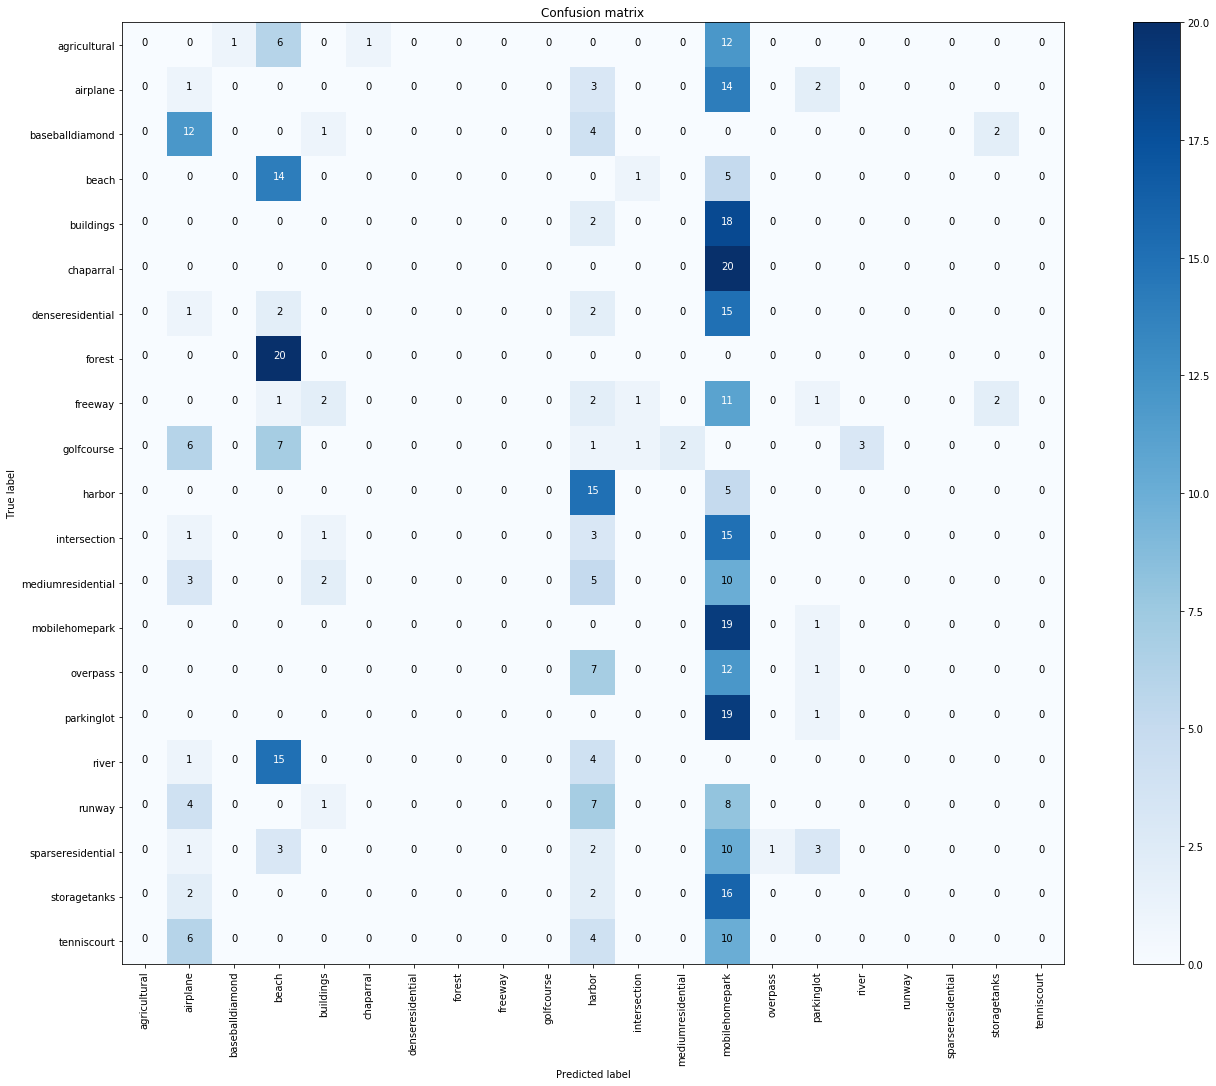 Confusion matrix
agricultural 0 0 1 6 0 1 0 0 0 0 0 0 0 12 0 0 0 0 0 0 0
airplane 0 1 0 0 0 0 0 0 0 0 3 0 0 14 0 2 0 0 0 0 0
baseballdiamond 0 12 0 0 1 0 0 0 0 0 4 0 0 0 0 0 0 0 0 2 0
beach 0 0 0 14 0 0 0 0 0 0 0 1 0 5 0 0 0 0 0 0 0
buildings 0 0 0 0 0 0 0 0 0 0 2 0 0 18 0 0 0 0 0 0 0
chaparral 0 0 0 0 0 0 0 0 0 0 0 0 0 20 0 0 0 0 0 0 0
denseresidential 0 1 0 2 0 0 0 0 0 0 2 0 0 15 0 0 0 0 0 0 0
forest 0 0 0 20 0 0 0 0 0 0 0 0 0 0 0 0 0 0 0 0 0
freeway 0 0 0 1 2 0 0 0 0 0 2 1 0 11 0 1 0 0 0 2 0
golfcourse 0 6 0 7 0 0 0 0 0 0 1 1 2 0 0 0 3 0 0 0 0
harbor 0 0 0 0 0 0 0 0 0 0 15 0 0 5 0 0 0 0 0 0 0
intersection 0 1 0 0 1 0 0 0 0 0 3 0 0 15 0 0 0 0 0 0 0
mediumresidential 0 3 0 0 2 0 0 0 0 0 5 0 0 10 0 0 0 0 0 0 0
mobilehomepark 0 0 0 0 0 0 0 0 0 0 0 0 0 19 0 1 0 0 0 0 0
overpass 0 0 0 0 0 0 0 0 0 0 7 0 0 12 0 1 0 0 0 0 0
parkinglot 0 0 0 0 0 0 0 0 0 0 0 0 0 19 0 1 0 0 0 0 0
river 0 1 0 15 0 0 0 0 0 0 4 0 0 0 0 0 0 0 0 0 0
runway 0 4 0 0 1 0 0 0 0 0 7 0 0 8 0 0 0 0 0 0 0
sparseresidential 0 1 0 3 0 0 0 0 0 0 2 0 0 10 1 3 0 0 0 0 0
storagetanks 0 2 0 0 0 0 0 0 0 0 2 0 0 16 0 0 0 0 0 0 0
tenniscourt 0 6 0 0 0 0 0 0 0 0 4 0 0 10 0 0 0 0 0 0 0
True label
agricultural
airplane
baseballdiamond
beach
buildings
chaparral
denseresidential
forest
freeway
golfcourse
harbor
intersection
mediumresidential
mobilehomepark
overpass
parkinglot
river
runway
sparseresidential
storagetanks
tenniscourt
Predicted label
20.0
17.5
15.0
12.5
10.0
7.5
5.0
2.5
0.0